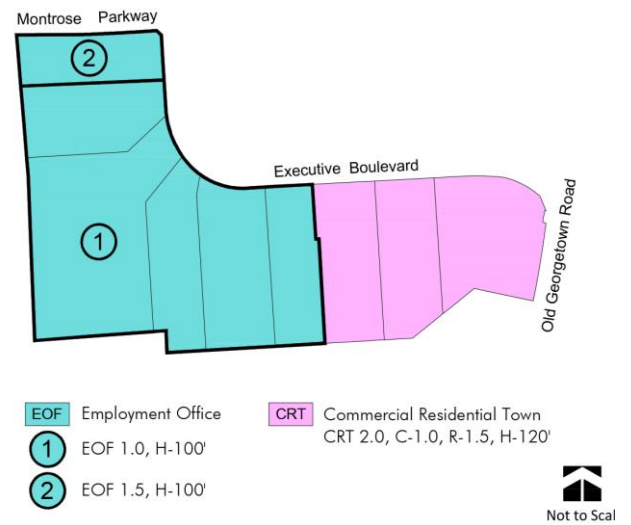 Montrose Parkway
2
Executive Boulevard
Old Georgetown Road
1
EOF Employment Office
1 EOF 1.0, H-100'
2 EOF 1.5, H-100'
CRT Commercial Residential Town
CRT 2.0, C-1.0, R-1.5, H-120'
Not to Scal